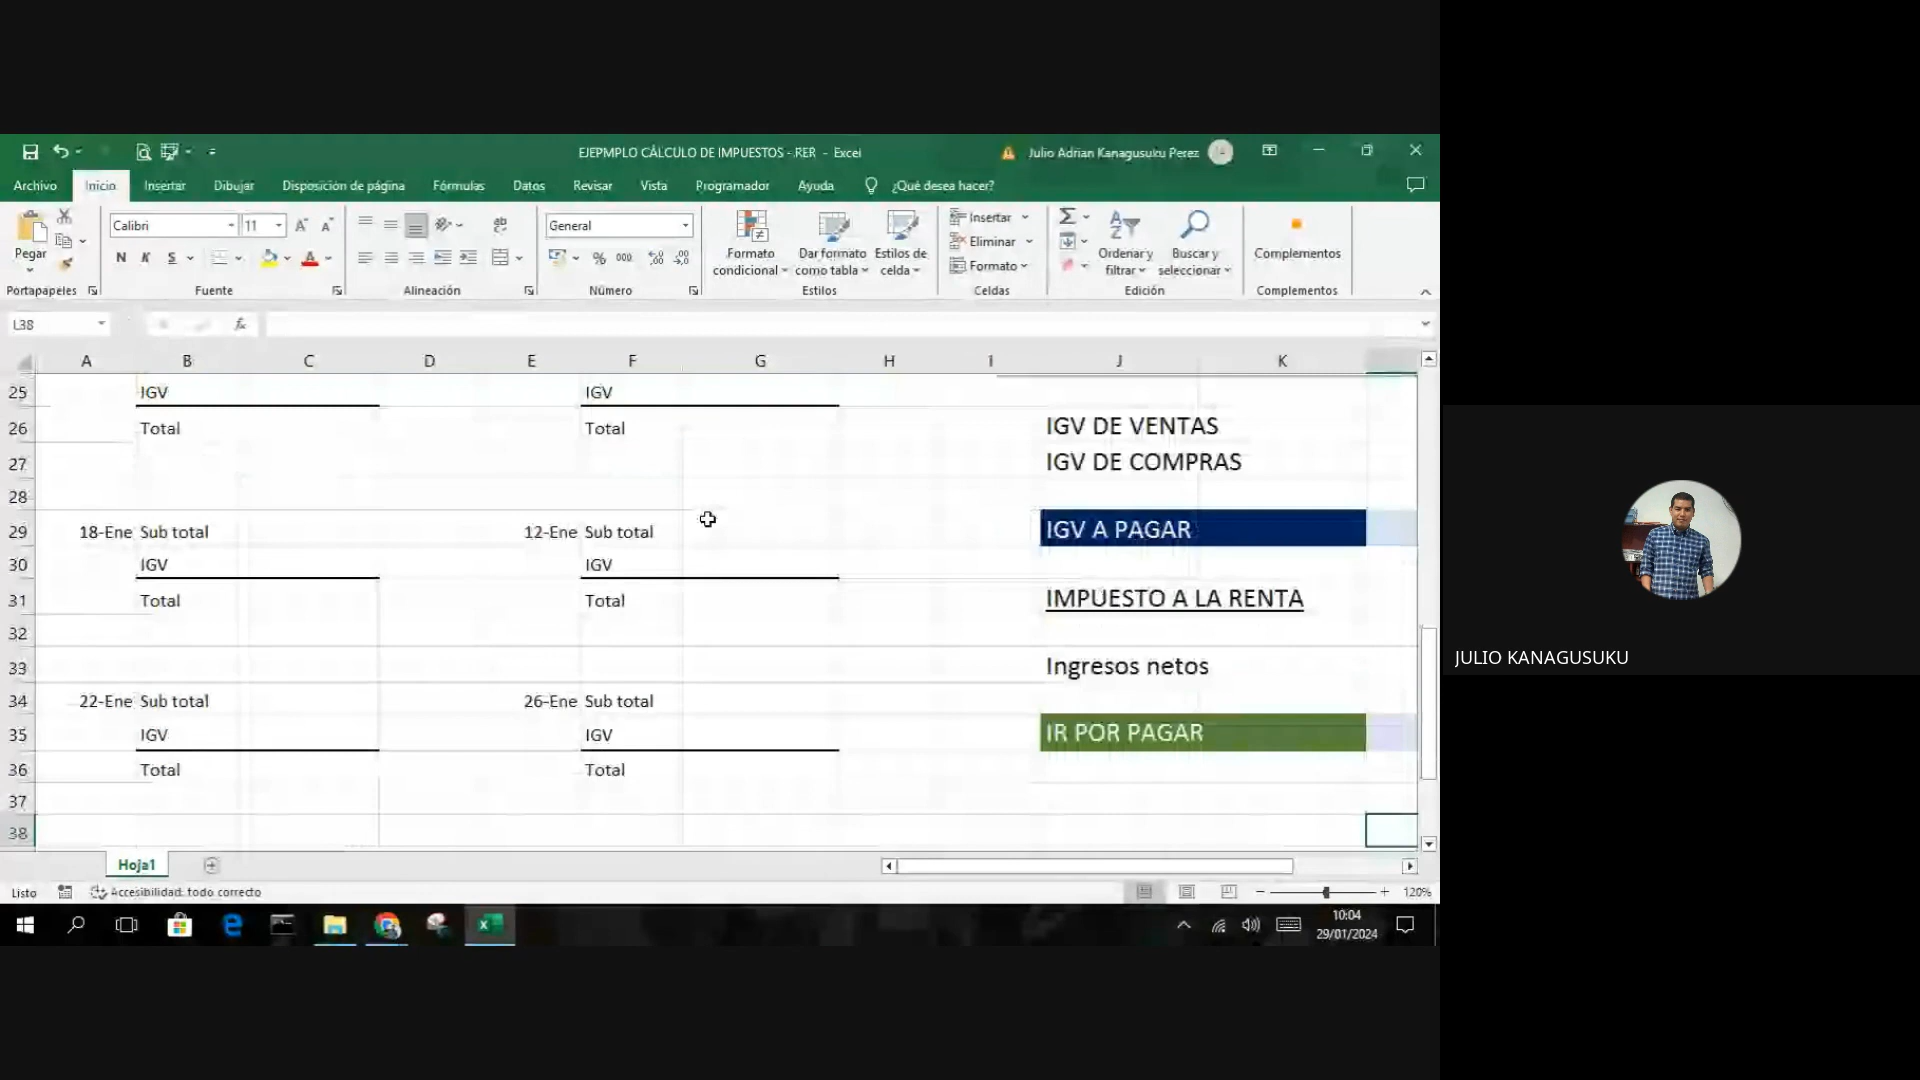 EJEPMPLO CÁLCULO DE IMPUESTOS - RER - Excel
Julio Adrian Kanagusuku Perez
Archivo Inicio Insertar Dibujar Disposición de página Fórmulas Datos Revisar Vista Programador Ayuda ¿Qué desea hacer?
Pegar
Calibri 11
N K S
General
% 000
Formato condicional
Dar formato como tabla
Estilos de celda
Insertar
Eliminar
Formato
Ordenar y filtrar
Buscar y seleccionar
Complementos
Portapapeles Fuente Alineación Número Estilos Celdas Edición Complementos
L38 fx
A B C D E F G H I J K
25 IGV IGV
26 Total Total IGV DE VENTAS
27 IGV DE COMPRAS
28
29 18-Ene Sub total 12-Ene Sub total IGV A PAGAR
30 IGV IGV
31 Total Total IMPUESTO A LA RENTA
32
33 Ingresos netos
34 22-Ene Sub total 26-Ene Sub total
35 IGV IGV IR POR PAGAR
36 Total Total
37
38
Hoja1
Listo Accesibilidad: todo correcto 120%
10:04
29/01/2024
JULIO KANAGUSUKU